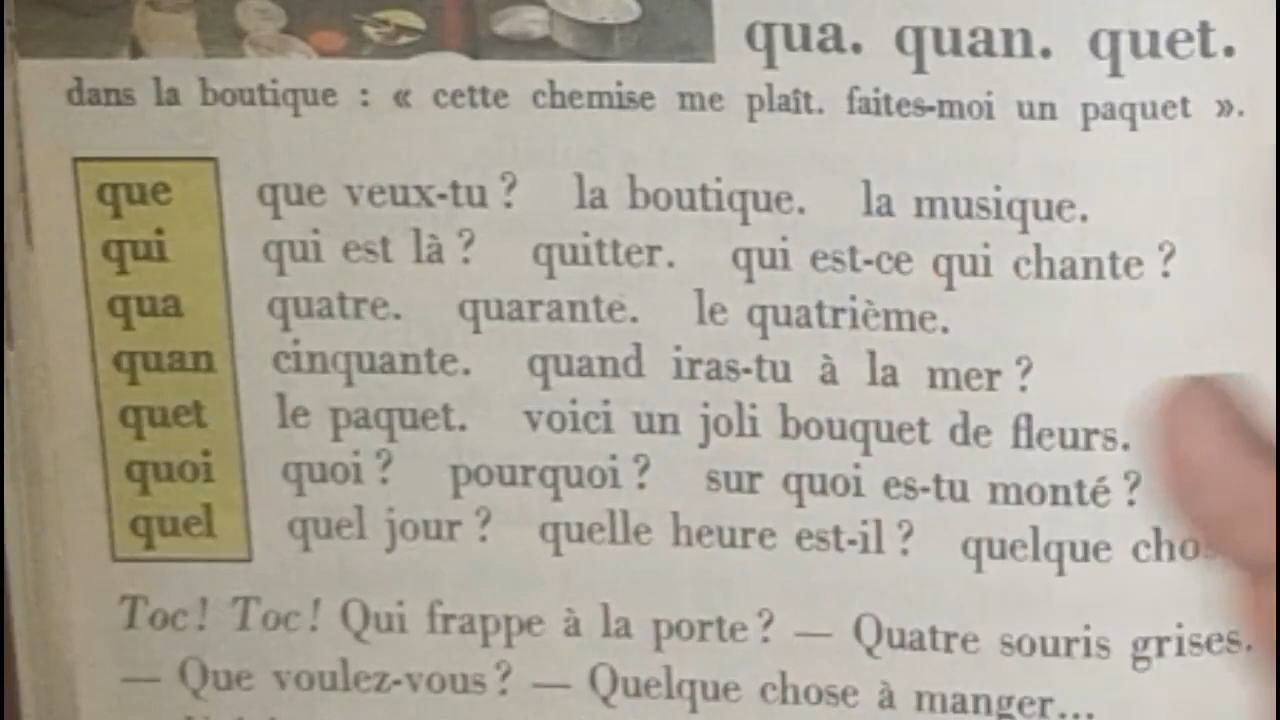 qua. quan. quet.
dans la boutique : « cette chemise me plaît. faites-moi un paquet ».
que que veux-tu ? la boutique. la musique.
qui qui est là ? quitter. qui est-ce qui chante ?
qua quatre. quarante. le quatrième.
quan cinquante. quand iras-tu à la mer ?
quet le paquet. voici un joli bouquet de fleurs.
quoi quoi ? pourquoi ? sur quoi es-tu monté ?
quel quel jour ? quelle heure est-il ? quelque
Toc! Toc! Qui frappe à la porte ? — Quatre souris grises.
— Que voulez-vous ? — Quelque chose à manger...